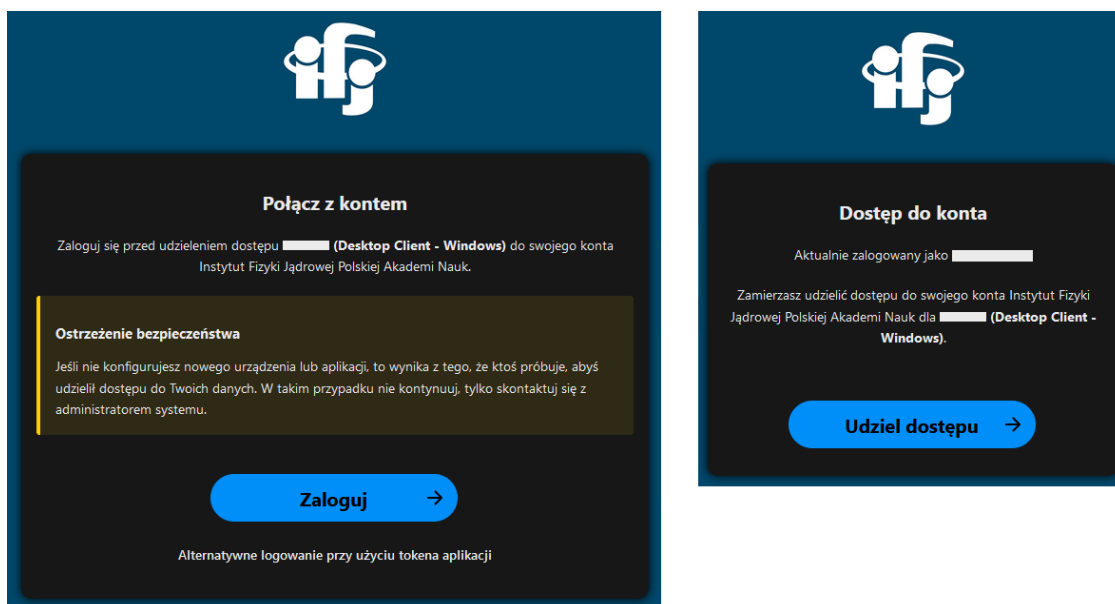 ifj
Połącz z kontem
Zaloguj się przed udzieleniem dostępu (Desktop Client - Windows) do swojego konta
Instytut Fizyki Jądrowej Polskiej Akademi Nauk.
Ostrzeżenie bezpieczeństwa
Jeśli nie konfigurujesz nowego urządzenia lub aplikacji, to wynika z tego, że ktoś próbuje, abyś
udzielił dostępu do Twoich danych. W takim przypadku nie kontynuuj, tylko skontaktuj się z
administratorem systemu.
Zaloguj →
Alternatywne logowanie przy użyciu tokena aplikacji
ifj
Dostęp do konta
Aktualnie zalogowany jako
Zamierzasz udzielić dostępu do swojego konta Instytut Fizyki
Jądrowej Polskiej Akademi Nauk dla (Desktop Client -
Windows).
Udziel dostępu →